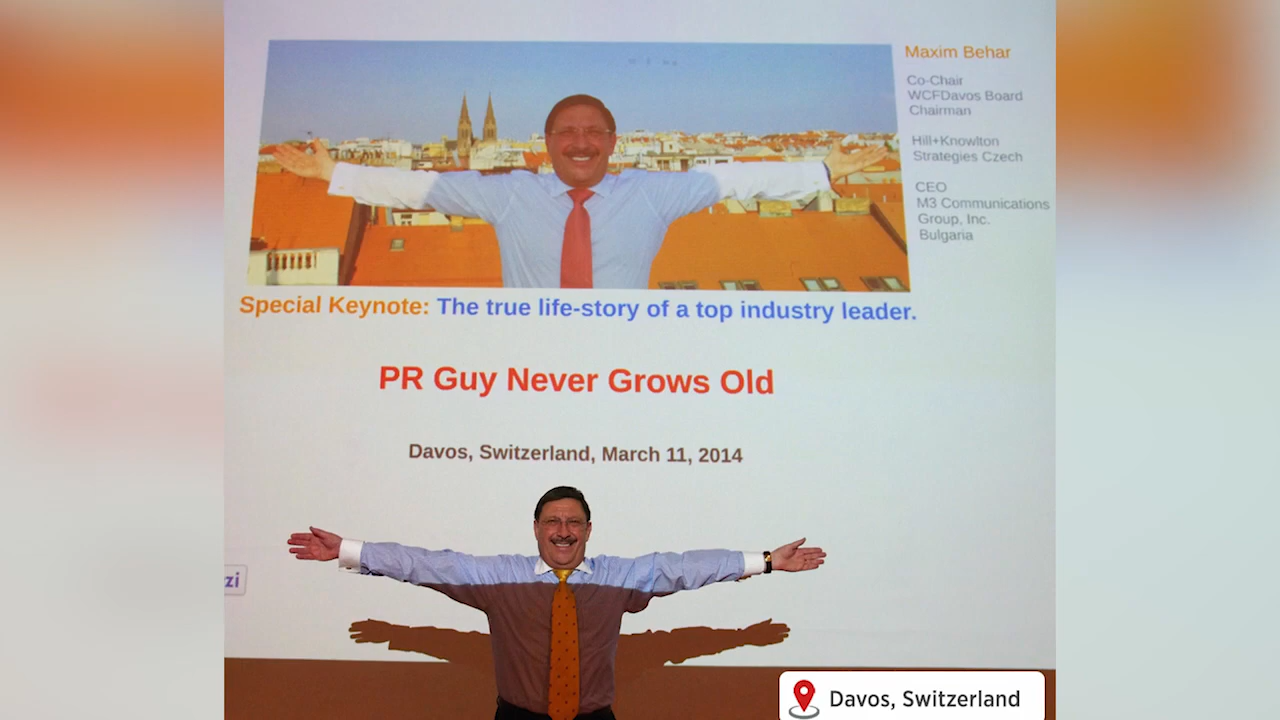 Maxim Behar
Co-Chair
WCFDavos Board
Chairman
Hill+Knowlton
Strategies Czech
CEO
M3 Communications
Group, Inc.
Bulgaria
Special Keynote: The true life-story of a top industry leader.
PR Guy Never Grows Old
Davos, Switzerland, March 11, 2014
zi
Davos, Switzerland